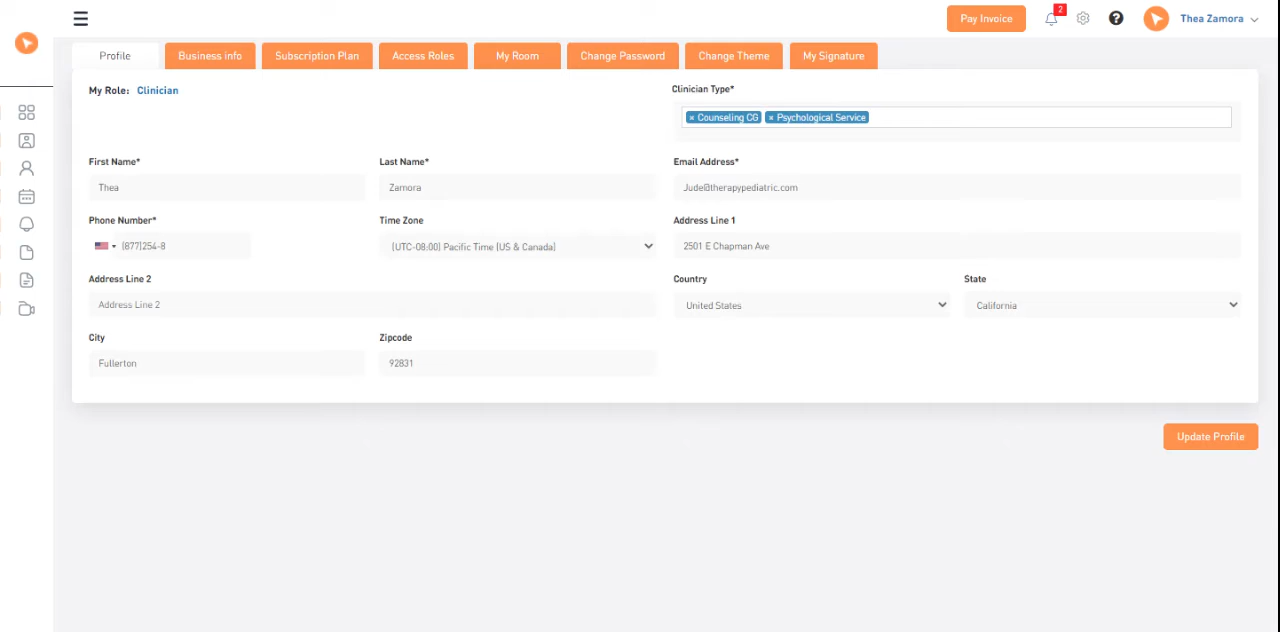 Pay Invoice
2
?
Thea Zamora
Profile
Business info
Subscription Plan
Access Roles
My Room
Change Password
Change Theme
My Signature
My Role: Clinician
Clinician Type*
× Counseling CG × Psychological Service
First Name*
Last Name*
Email Address*
Thea
Zamora
Jude@therapypediatric.com
Phone Number*
Time Zone
Address Line 1
(877)254-8
(UTC-08:00) Pacific Time (US & Canada)
2501 E Chapman Ave
Address Line 2
Country
State
Address Line 2
United States
California
City
Zipcode
Fullerton
92831
Update Profile